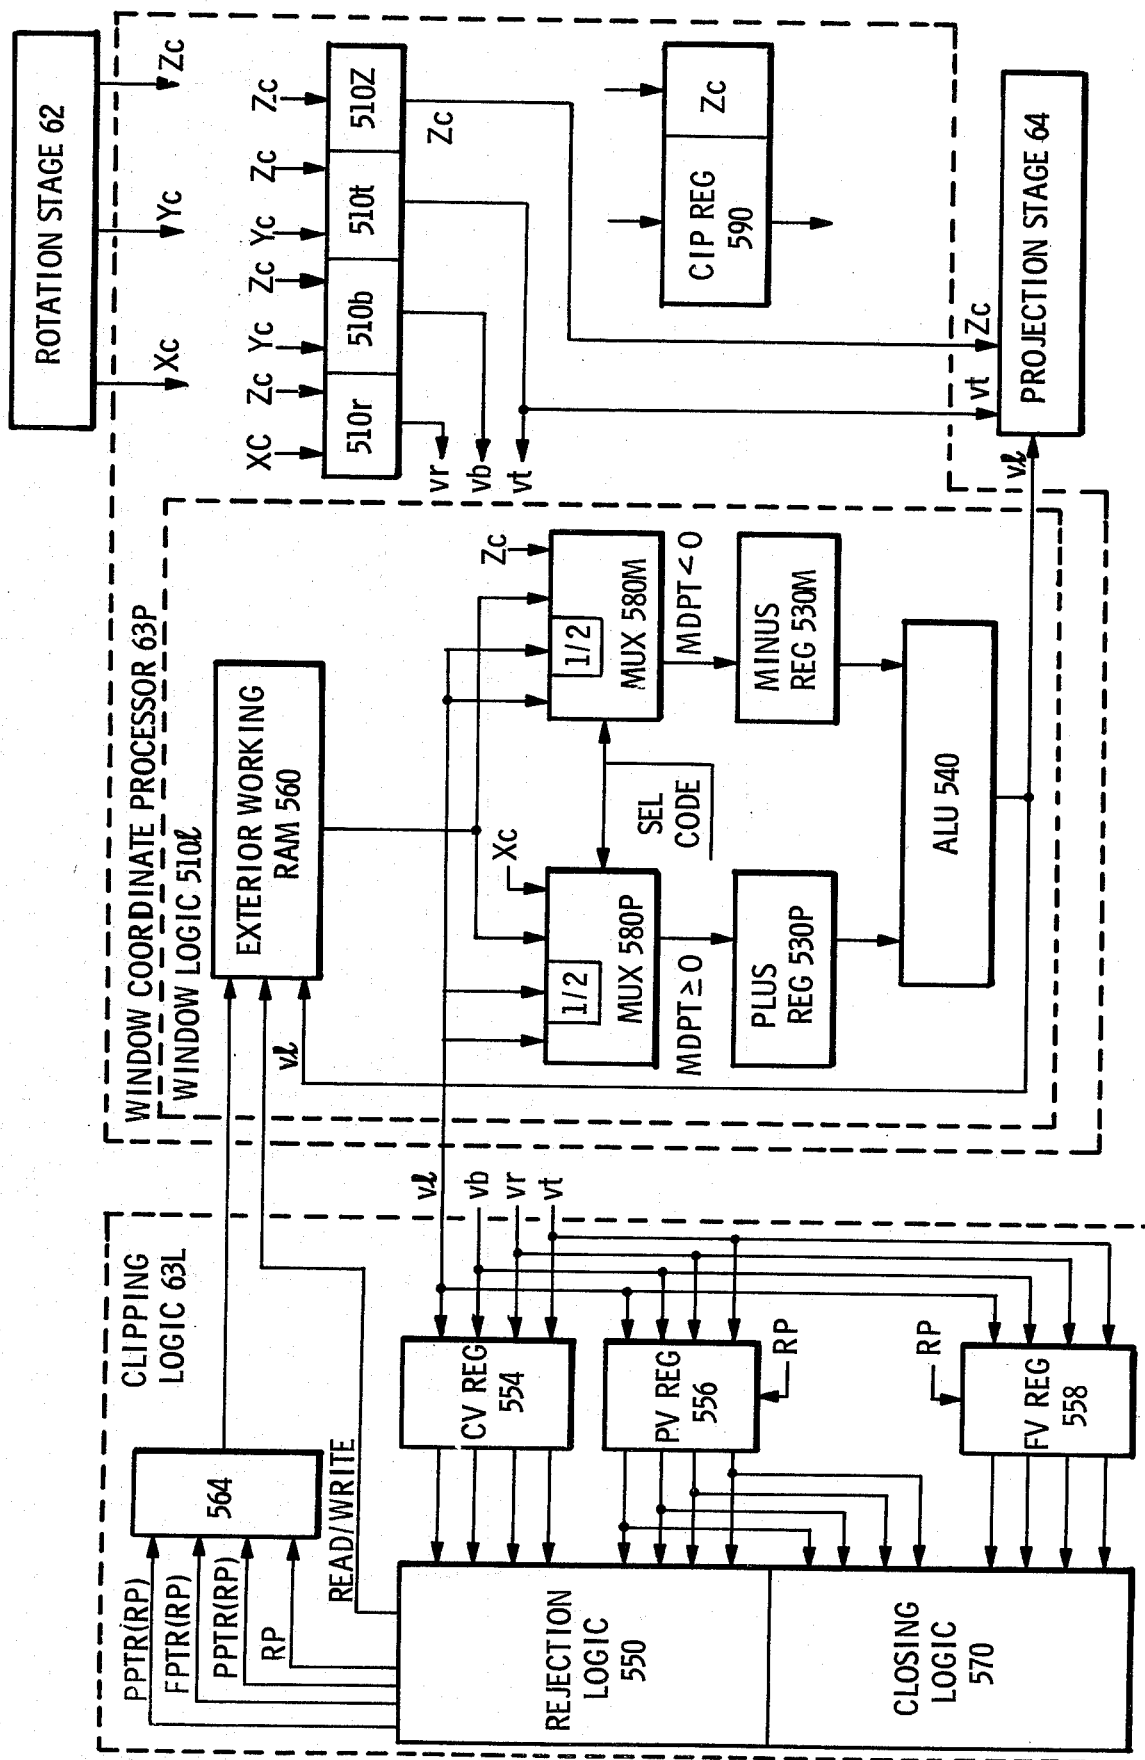 ROTATION STAGE 62
Xc
Yc
Zc
WINDOW COORDINATE PROCESSOR 63P
WINDOW LOGIC 510ℓ
XC
Zc
Yc
Zc
Yc
Zc
Zc
510r
510b
510t
510Z
vr
vb
vt
Zc
CIP REG
590
Zc
EXTERIOR WORKING
RAM 560
vℓ
Xc
Zc
1/2
MUX 580P
1/2
MUX 580M
SEL
CODE
MDPT≥0
MDPT<0
PLUS
REG 530P
MINUS
REG 530M
ALU 540
vℓ
vt
Zc
PROJECTION STAGE 64
CLIPPING
LOGIC 63L
vℓ
vb
vr
vt
564
PPTR(RP)
FPTR(RP)
PPTR(RP)
RP
READ/WRITE
CV REG
554
PV REG
556
RP
RP
FV REG
558
REJECTION
LOGIC
550
CLOSING
LOGIC
570